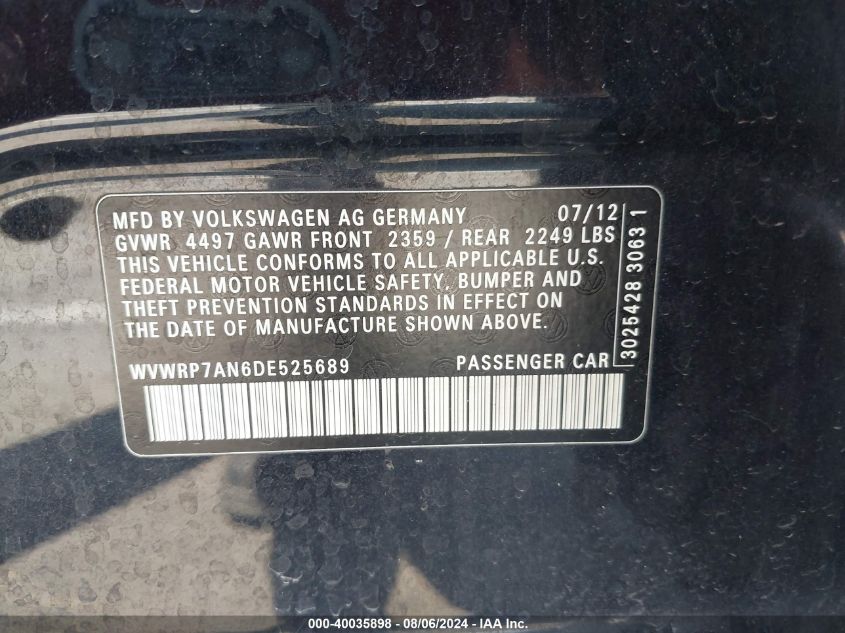 MFD BY VOLKSWAGEN AG GERMANY 07/12
GVWR 4497 GAWR FRONT 2359 / REAR 2249 LBS
THIS VEHICLE CONFORMS TO ALL APPLICABLE U.S.
FEDERAL MOTOR VEHICLE SAFETY, BUMPER AND
THEFT PREVENTION STANDARDS IN EFFECT ON
THE DATE OF MANUFACTURE SHOWN ABOVE.
WVWRP7AN6DE525689 PASSENGER CAR
3025428 3063 1
000-40035898 - 08/06/2024 - IAA Inc.